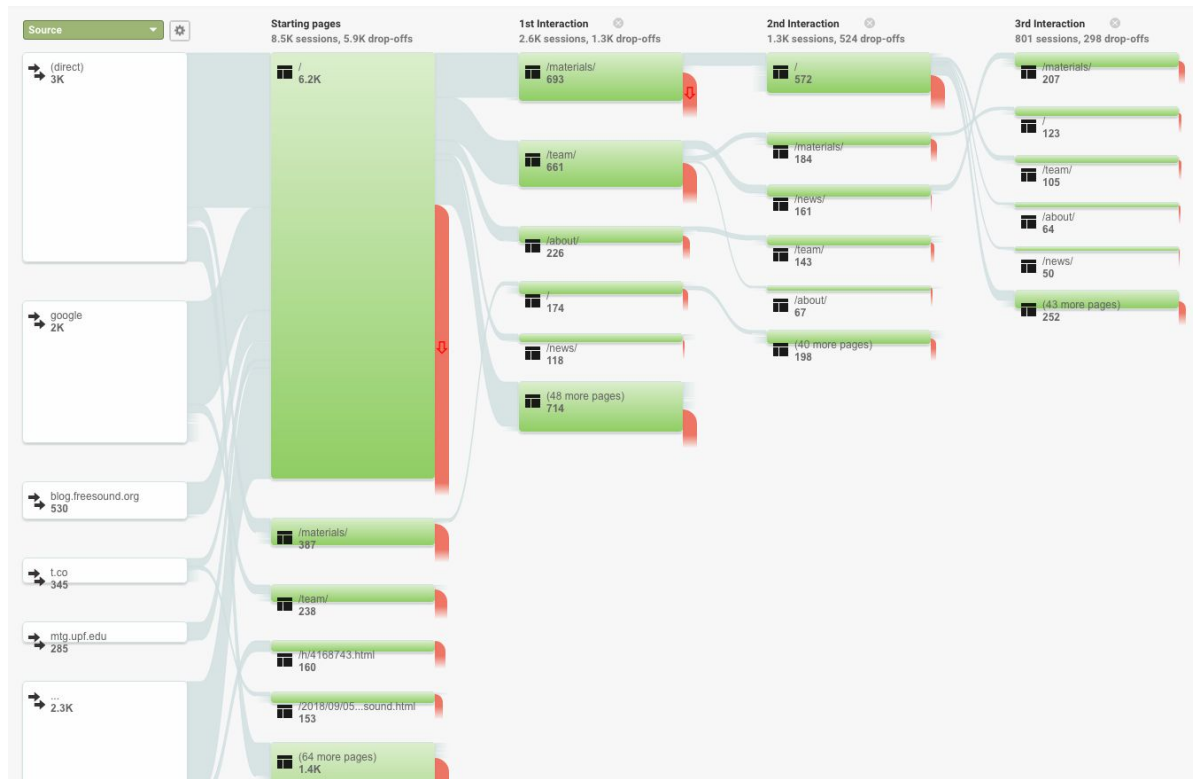 Source
Starting pages
8.5K sessions, 5.9K drop-offs
1st Interaction
2.6K sessions, 1.3K drop-offs
2nd Interaction
1.3K sessions, 524 drop-offs
3rd Interaction
801 sessions, 298 drop-offs
(direct)
3K
google
2K
blog.freesound.org
530
t.co
345
mtg.upf.edu
285
...
2.3K
/
6.2K
/materials/
387
/team/
238
/h/4168743.html
160
/2018/09/05...sound.html
153
(64 more pages)
1.4K
/materials/
693
/team/
661
/about/
226
/
174
/news/
118
(48 more pages)
714
/
572
/materials/
184
/news/
161
/team/
143
/about/
67
(40 more pages)
198
/materials/
207
/
123
/team/
105
/about/
64
/news/
50
(43 more pages)
252